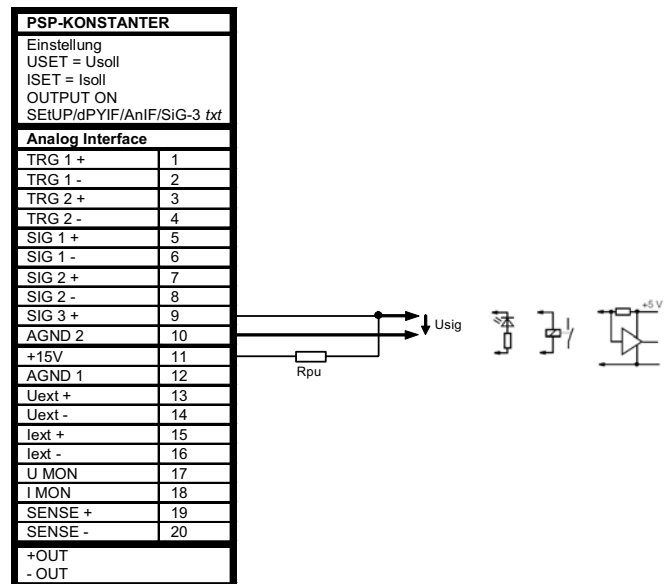 PSP-KONSTANTER
Einstellung
USET = Usoll
ISET = Isoll
OUTPUT ON
SEtUP/dPYIF/AnIF/SiG-3 txt
Analog Interface
TRG 1 + 1
TRG 1 - 2
TRG 2 + 3
TRG 2 - 4
SIG 1 + 5
SIG 1 - 6
SIG 2 + 7
SIG 2 - 8
SIG 3 + 9
AGND 2 10
+15V 11
AGND 1 12
Uext + 13
Uext - 14
Iext + 15
Iext - 16
U MON 17
I MON 18
SENSE + 19
SENSE - 20
+OUT
- OUT
Usig
Rpu
+5 V